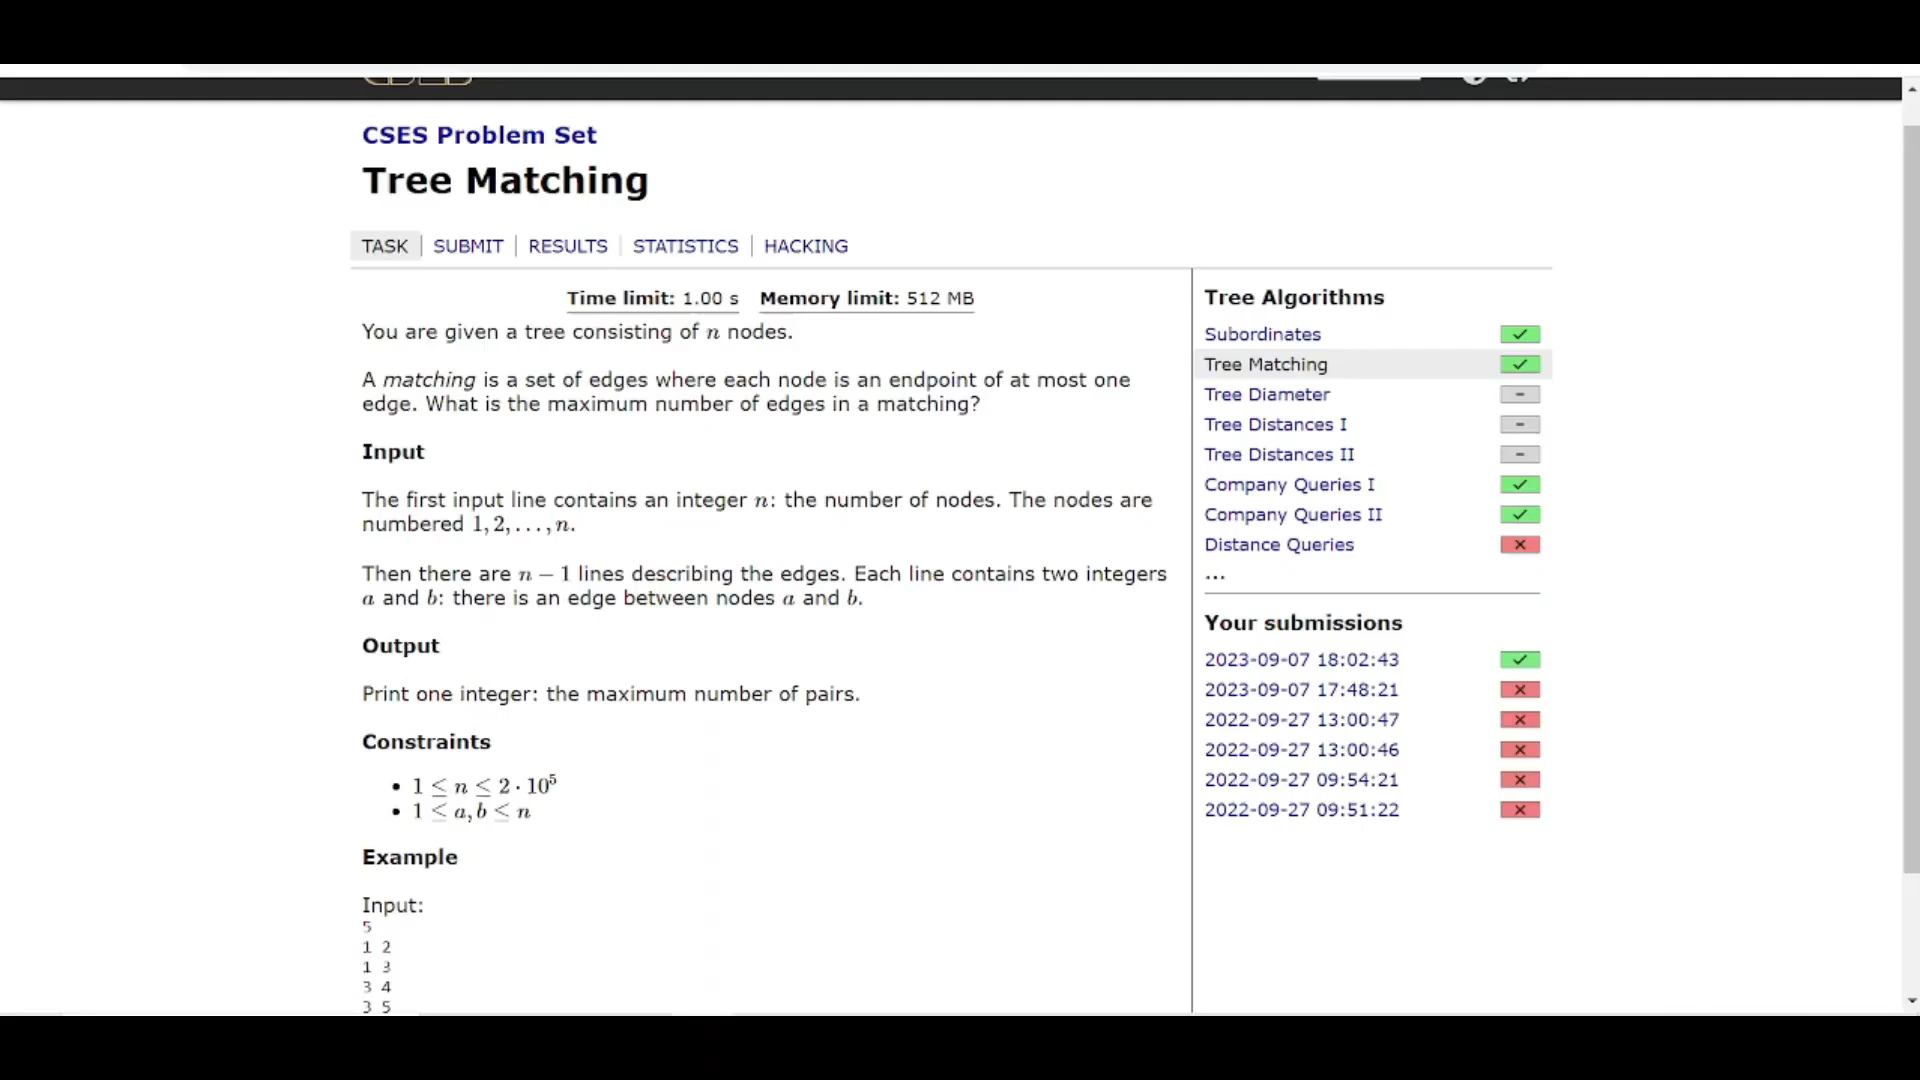 CSES Problem Set
Tree Matching
TASK SUBMIT RESULTS STATISTICS HACKING
Time limit: 1.00 s Memory limit: 512 MB
You are given a tree consisting of n nodes.
A matching is a set of edges where each node is an endpoint of at most one
edge. What is the maximum number of edges in a matching?
Input
The first input line contains an integer n: the number of nodes. The nodes are
numbered 1, 2, . . . , n.
Then there are n − 1 lines describing the edges. Each line contains two integers
a and b: there is an edge between nodes a and b.
Output
Print one integer: the maximum number of pairs.
Constraints
• 1 ≤ n ≤ 2 · 10⁵
• 1 ≤ a, b ≤ n
Example
Input:
5
1 2
1 3
3 4
3 5
Tree Algorithms
Subordinates
Tree Matching
Tree Diameter
Tree Distances I
Tree Distances II
Company Queries I
Company Queries II
Distance Queries
...
Your submissions
2023-09-07 18:02:43
2023-09-07 17:48:21
2022-09-27 13:00:47
2022-09-27 13:00:46
2022-09-27 09:54:21
2022-09-27 09:51:22